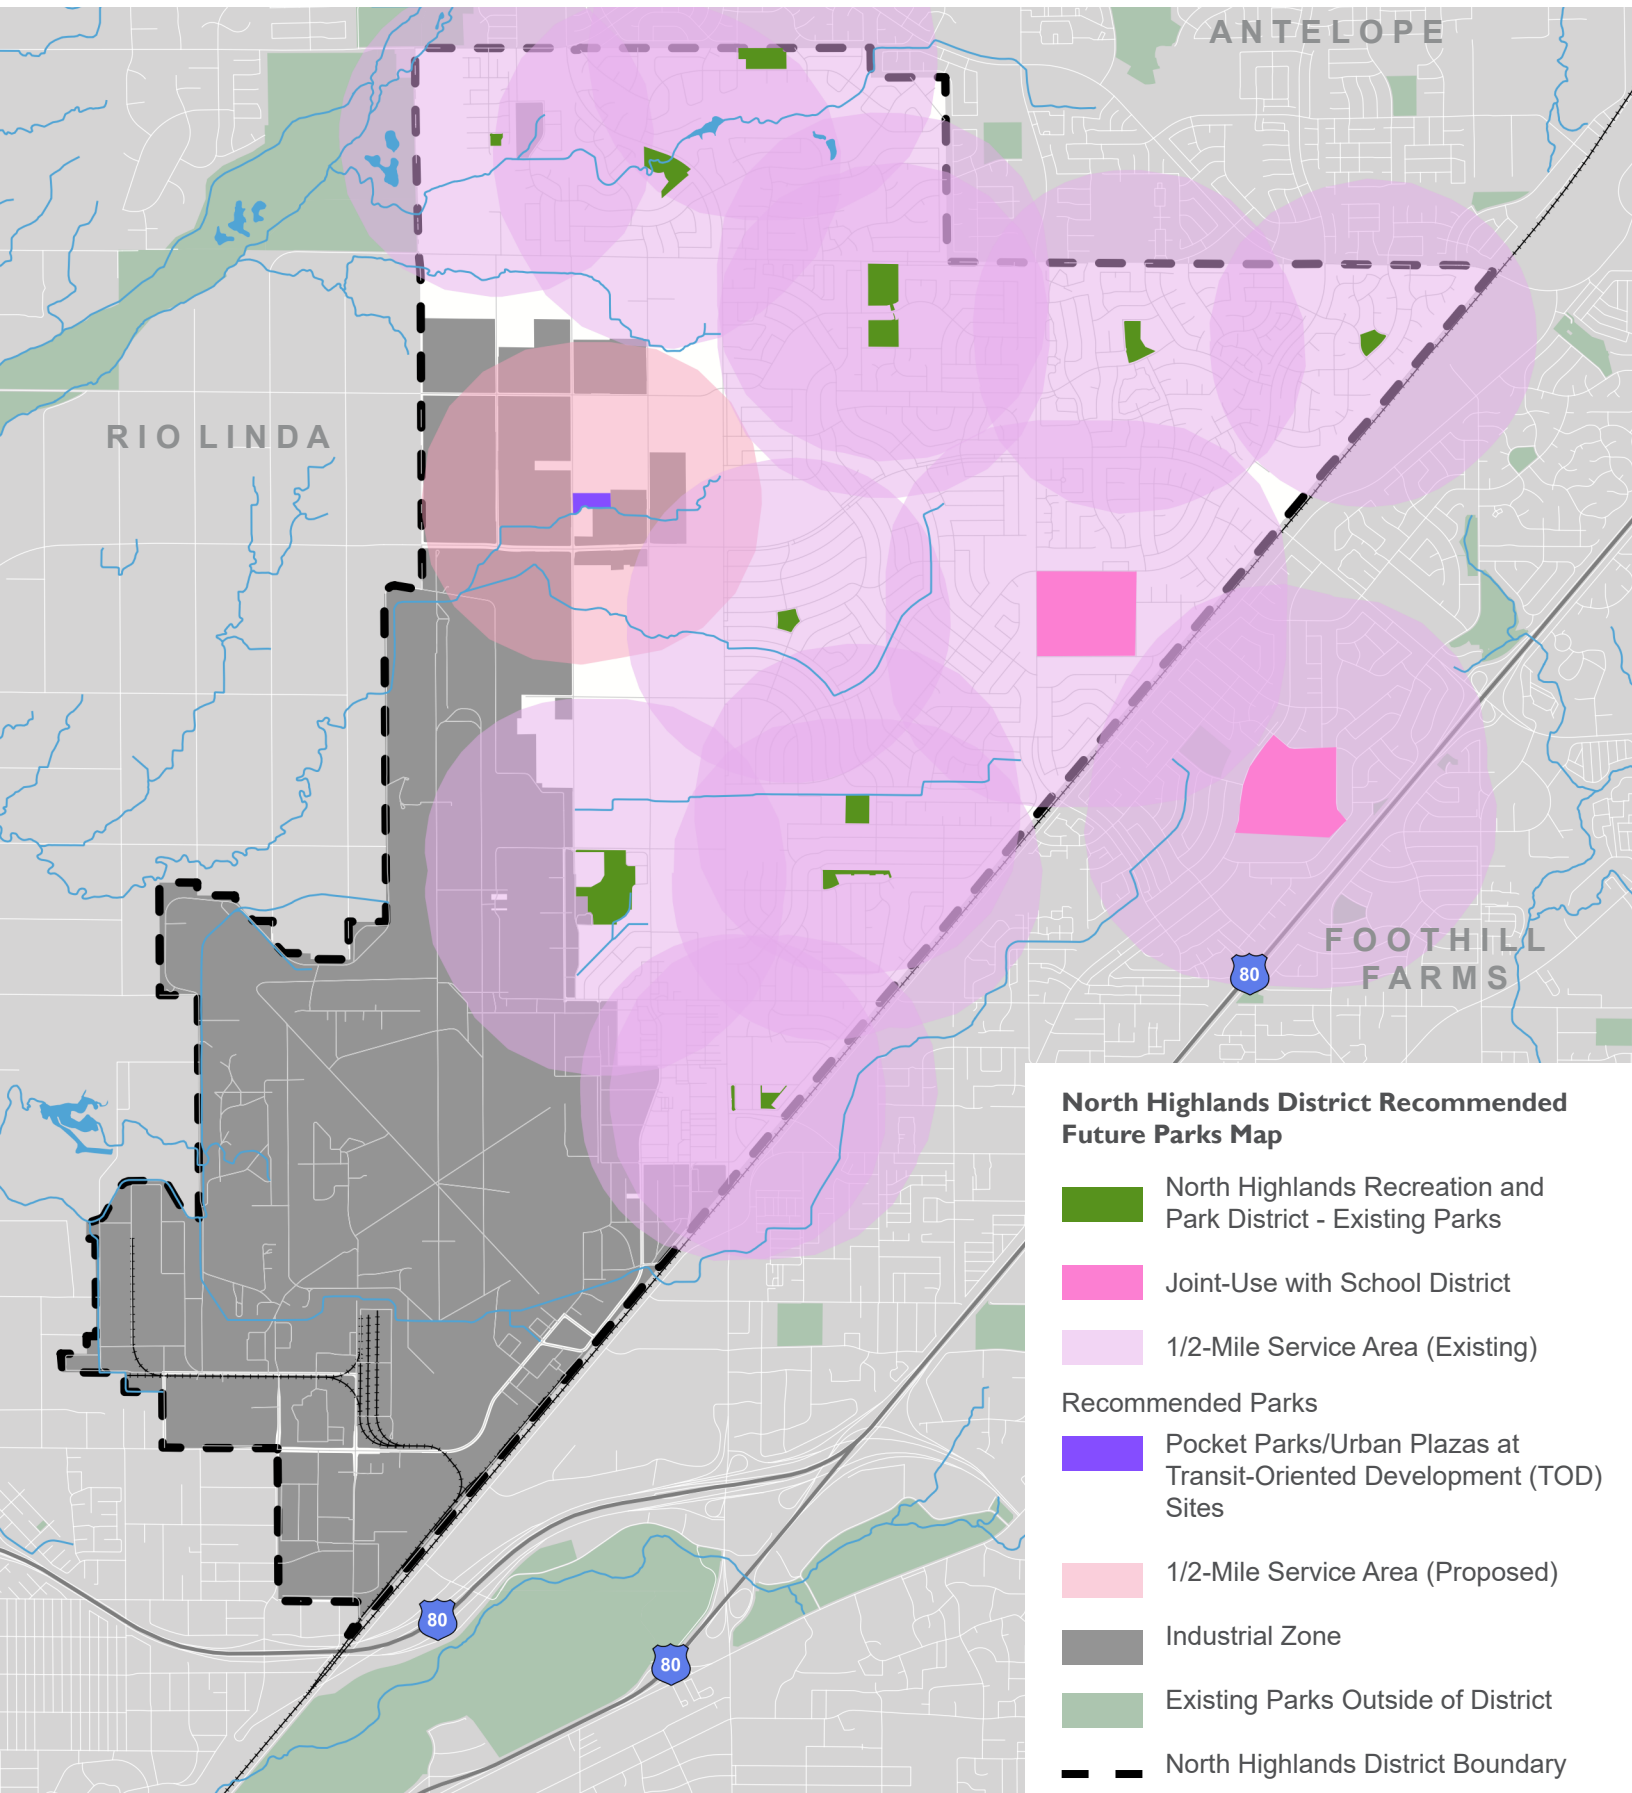 ANTELOPE
RIO LINDA
FOOTHILL
FARMS
80
North Highlands District Recommended
Future Parks Map
North Highlands Recreation and
Park District - Existing Parks
Joint-Use with School District
1/2-Mile Service Area (Existing)
Recommended Parks
Pocket Parks/Urban Plazas at
Transit-Oriented Development (TOD)
Sites
1/2-Mile Service Area (Proposed)
Industrial Zone
Existing Parks Outside of District
North Highlands District Boundary
80
80